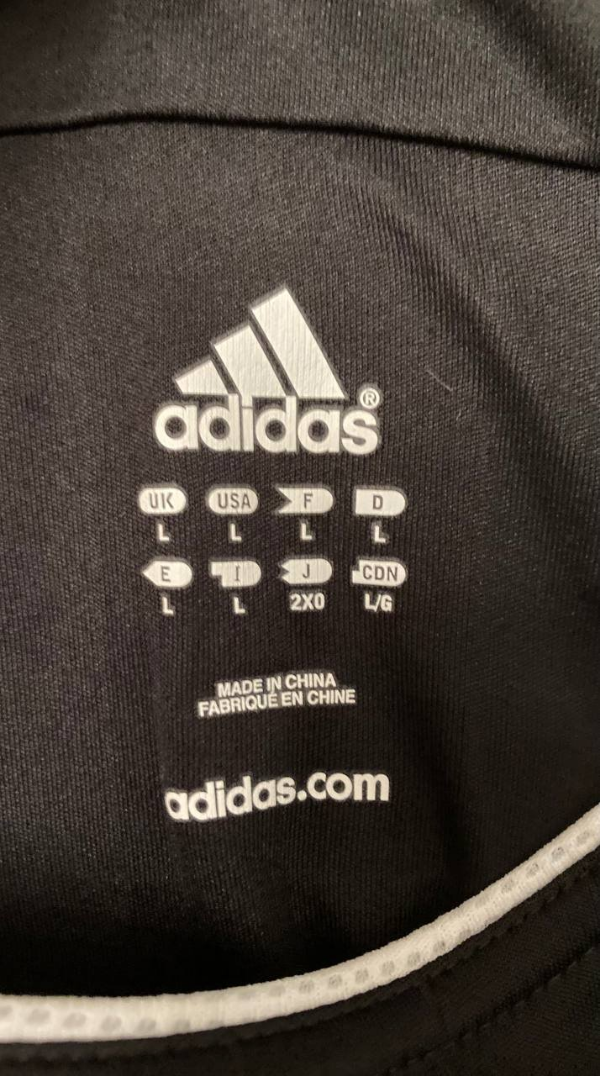 adidas®
UK USA F D
L L L L
E I J CDN
L L 2XO L/G
MADE IN CHINA
FABRIQUÉ EN CHINE
adidas.com